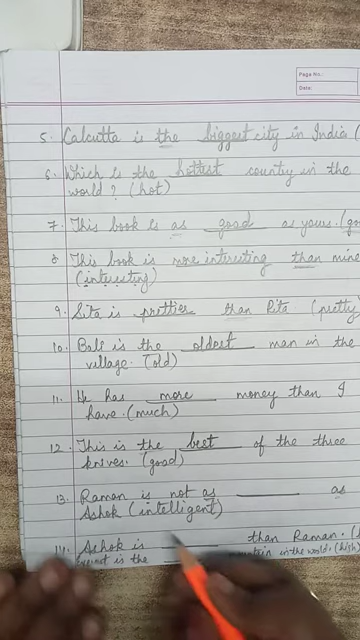 Page No.:
Date:
5. Calcutta is the biggest city in India (
6. Which is the hottest county in the
world? (hot)
7. This book is as good as yours. (goo
8. This book is more interesting than mine
(interesting)
9. Sita is prettier than Rita. (pretty
10. Bali is the oldest man in the
village. (old)
11. He has more money than I
have. (much)
12. This is the best of the three
knives. (good)
13. Raman is not as ______ as
Ashok (intelligent)
14. Ashok is ______ than Raman. (
is the ______ mountain in the world. (high)